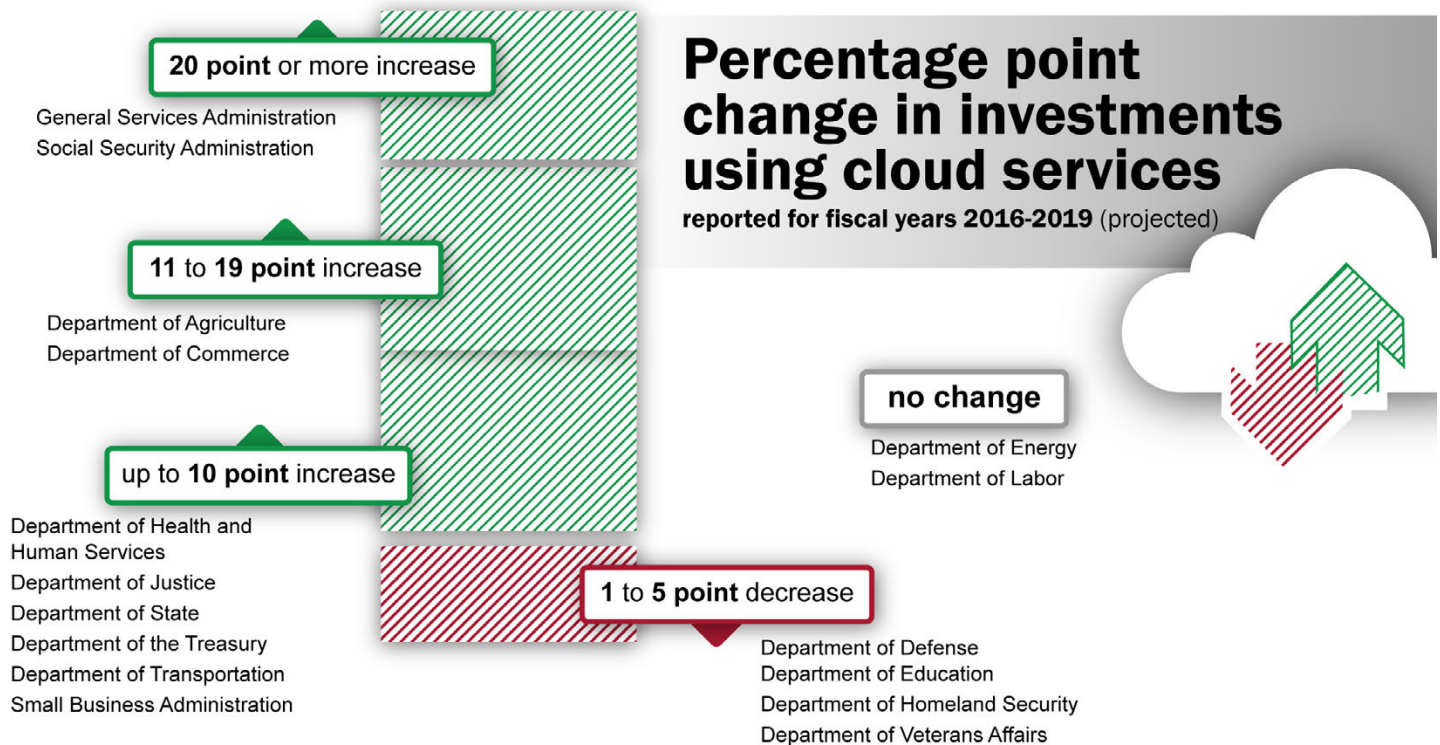 Percentage point
change in investments
using cloud services
reported for fiscal years 2016-2019 (projected)
20 point or more increase
General Services Administration
Social Security Administration
11 to 19 point increase
Department of Agriculture
Department of Commerce
up to 10 point increase
Department of Health and
Human Services
Department of Justice
Department of State
Department of the Treasury
Department of Transportation
Small Business Administration
no change
Department of Energy
Department of Labor
1 to 5 point decrease
Department of Defense
Department of Education
Department of Homeland Security
Department of Veterans Affairs